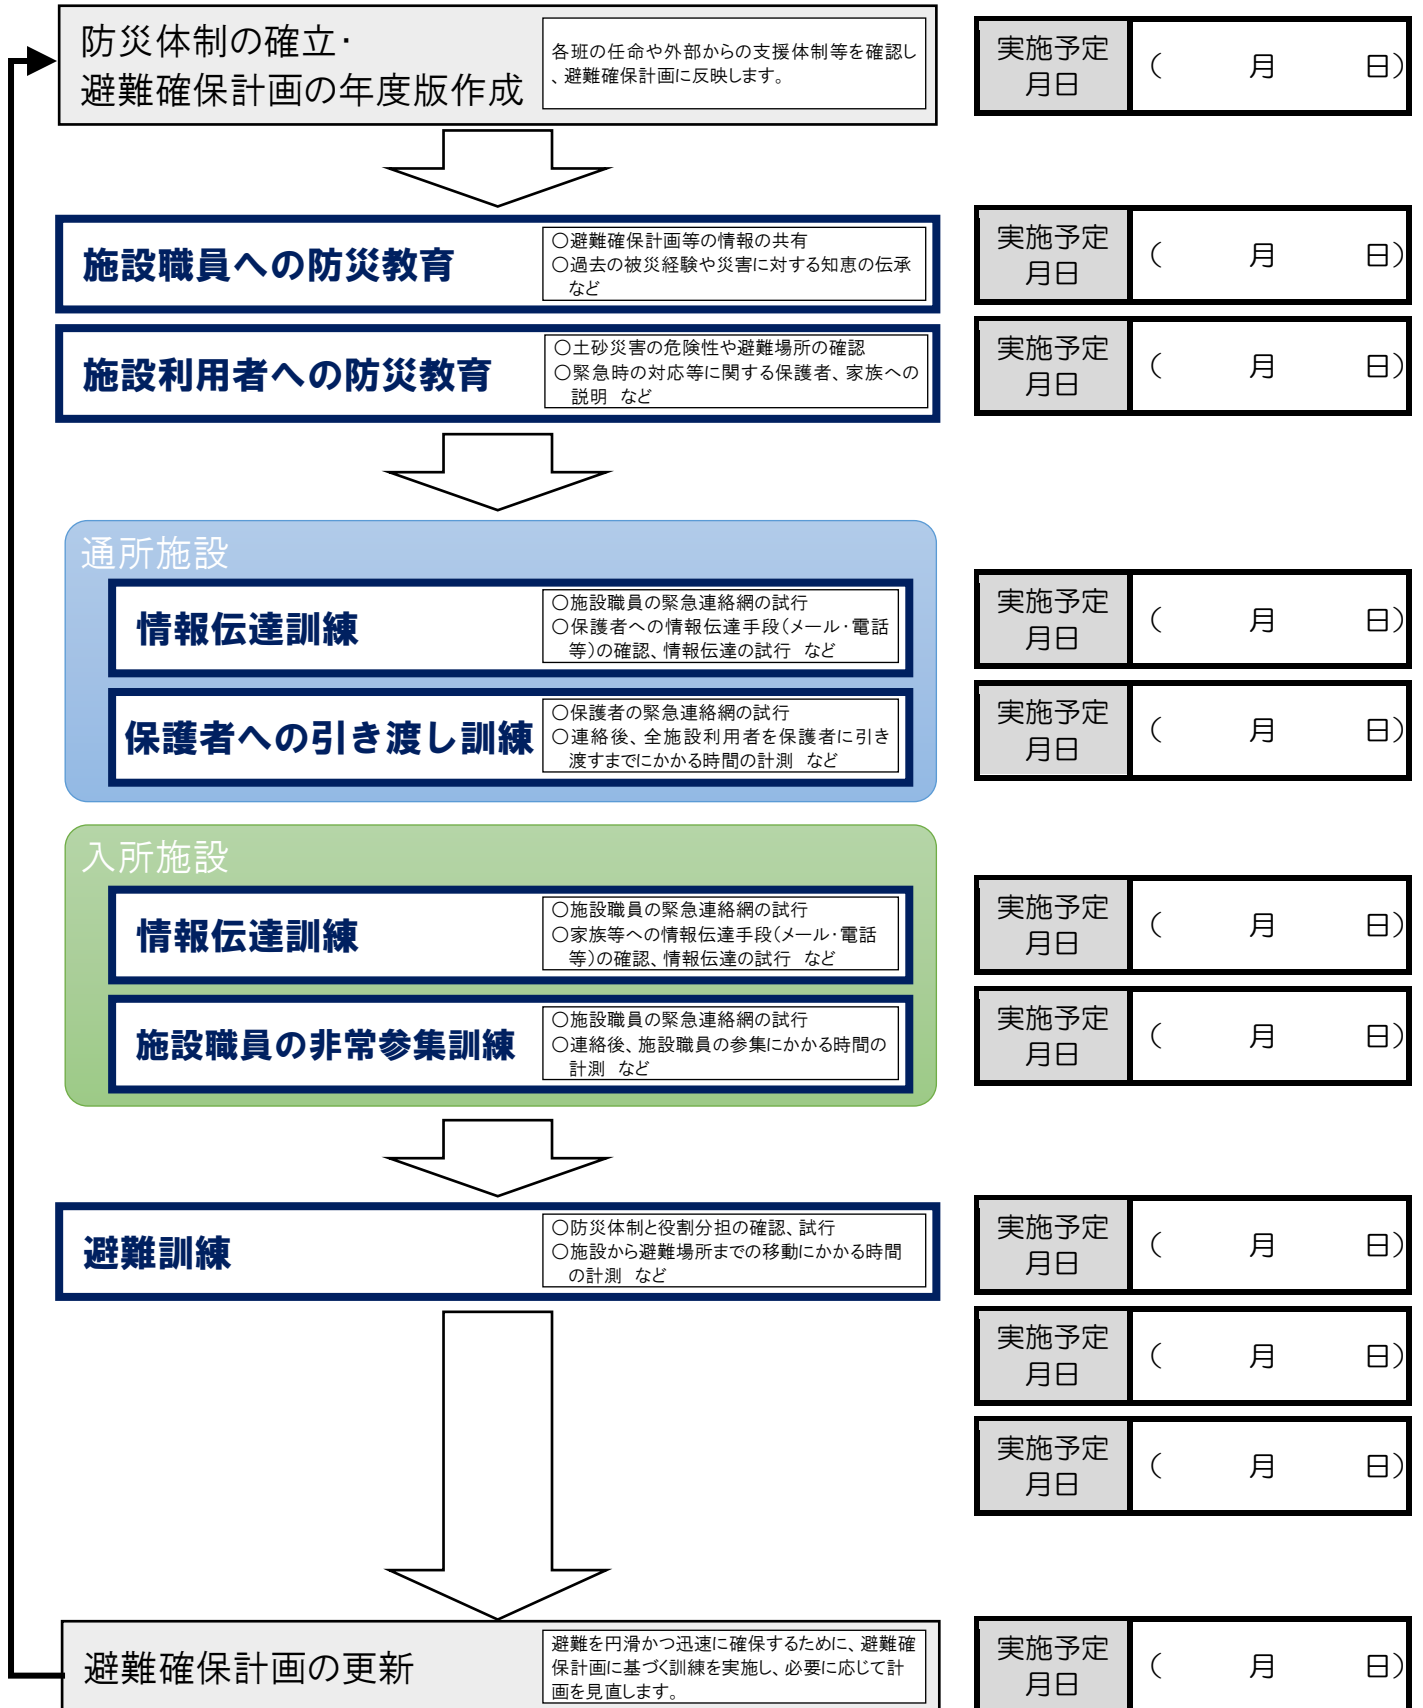 防災体制の確立･
避難確保計画の年度版作成
各班の任命や外部からの支援体制等を確認し
、避難確保計画に反映します。
実施予定
月日
(　月　日)
施設職員への防災教育
○避難確保計画等の情報の共有
○過去の被災経験や災害に対する知恵の伝承
など
実施予定
月日
(　月　日)
施設利用者への防災教育
○土砂災害の危険性や避難場所の確認
○緊急時の対応等に関する保護者、家族への
説明　など
実施予定
月日
(　月　日)
通所施設
情報伝達訓練
○施設職員の緊急連絡網の試行
○保護者への情報伝達手段(メール･電話
等)の確認、情報伝達の試行　など
実施予定
月日
(　月　日)
保護者への引き渡し訓練
○保護者の緊急連絡網の試行
○連絡後、全施設利用者を保護者に引き
渡すまでにかかる時間の計測　など
実施予定
月日
(　月　日)
入所施設
情報伝達訓練
○施設職員の緊急連絡網の試行
○家族等への情報伝達手段(メール･電話
等)の確認、情報伝達の試行　など
実施予定
月日
(　月　日)
施設職員の非常参集訓練
○施設職員の緊急連絡網の試行
○連絡後、施設職員の参集にかかる時間の
計測　など
実施予定
月日
(　月　日)
避難訓練
○防災体制と役割分担の確認、試行
○施設から避難場所までの移動にかかる時間
の計測　など
実施予定
月日
(　月　日)
実施予定
月日
(　月　日)
実施予定
月日
(　月　日)
避難確保計画の更新
避難を円滑かつ迅速に確保するために、避難確
保計画に基づく訓練を実施し、必要に応じて計
画を見直します。
実施予定
月日
(　月　日)